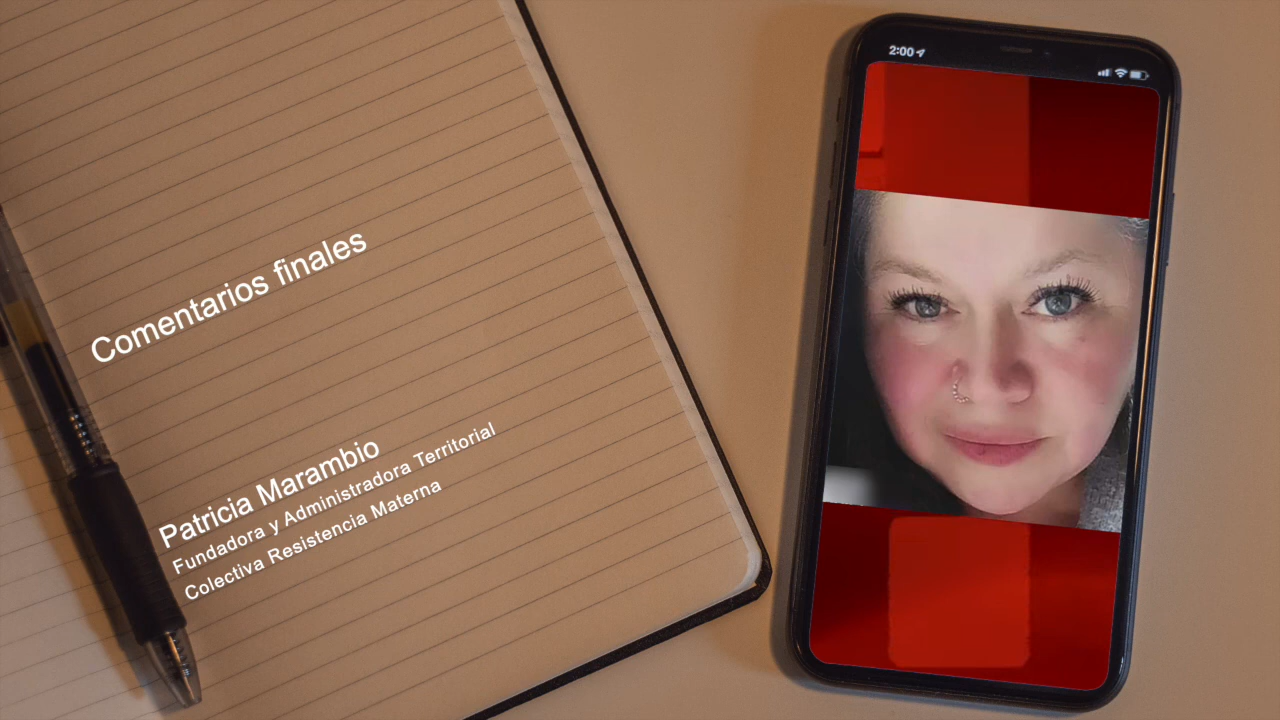 Comentarios finales
Patricia Marambio
Fundadora y Administradora Territorial
Colectiva Resistencia Materna
2:00